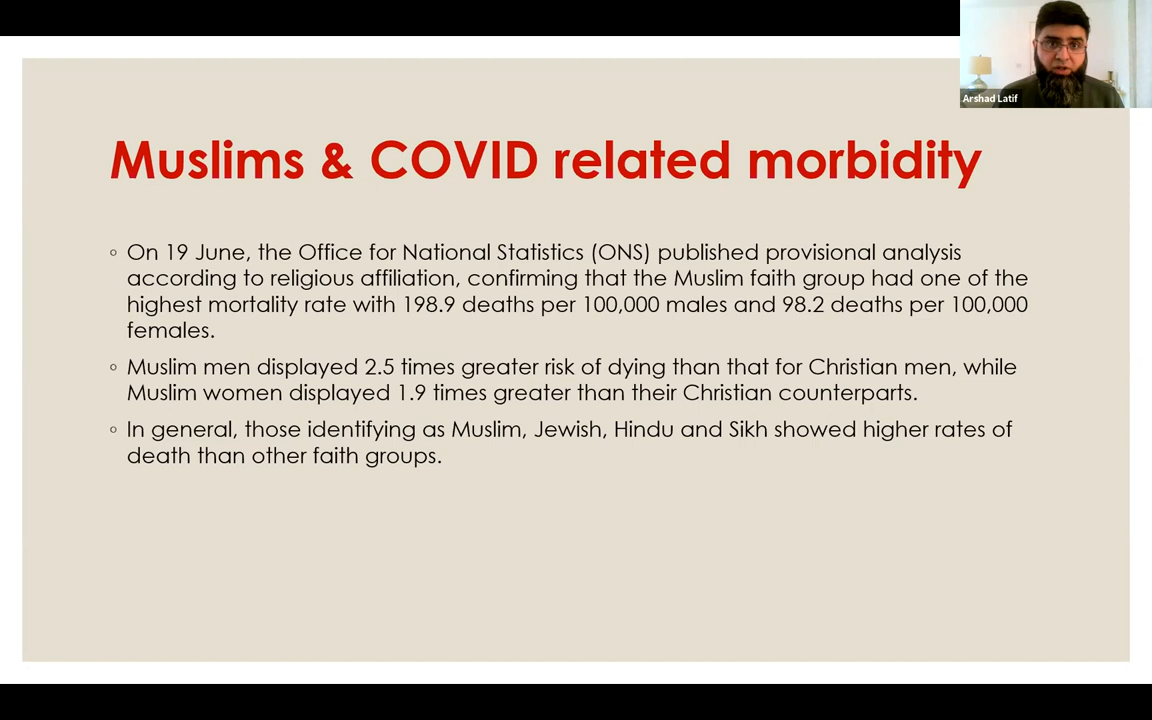 Arshad Latif
Muslims & COVID related morbidity
◦ On 19 June, the Office for National Statistics (ONS) published provisional analysis
according to religious affiliation, confirming that the Muslim faith group had one of the
highest mortality rate with 198.9 deaths per 100,000 males and 98.2 deaths per 100,000
females.
◦ Muslim men displayed 2.5 times greater risk of dying than that for Christian men, while
Muslim women displayed 1.9 times greater than their Christian counterparts.
◦ In general, those identifying as Muslim, Jewish, Hindu and Sikh showed higher rates of
death than other faith groups.